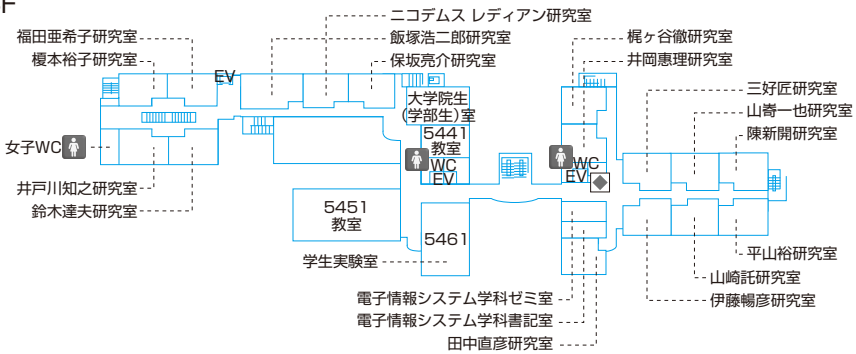 F
ニコデムス レディアン研究室
福田亜希子研究室
飯塚浩二郎研究室
梶ヶ谷徹研究室
榎本裕子研究室
保坂亮介研究室
井岡惠理研究室
EV
三好匠研究室
大学院生
(学部生)室
山嵜一也研究室
5441
教室
陳新開研究室
女子WC
WC
EV
WC
EV
井戸川知之研究室
鈴木達夫研究室
5451
教室
5461
学生実験室
平山裕研究室
山崎託研究室
電子情報システム学科ゼミ室
伊藤暢彦研究室
電子情報システム学科書記室
田中直彦研究室